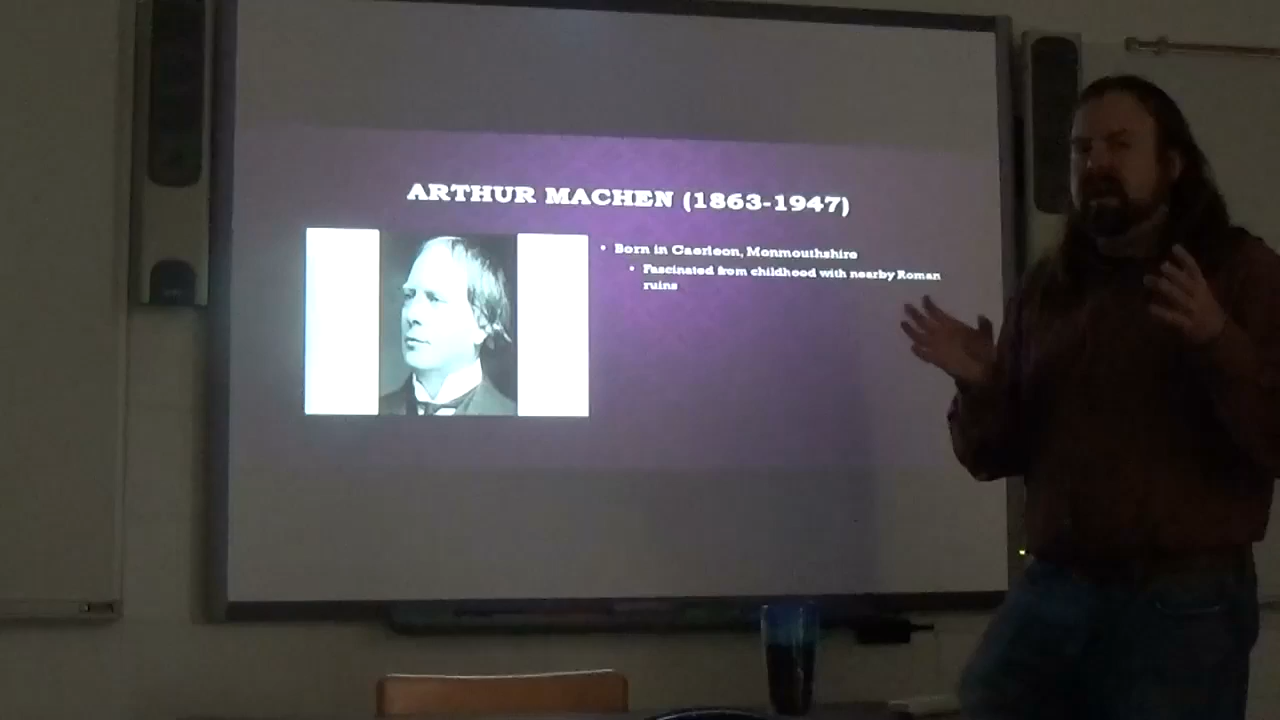 ARTHUR MACHEN (1863-1947)
• Born in Caerleon, Monmouthshire
• Fascinated from childhood with nearby Roman
ruins